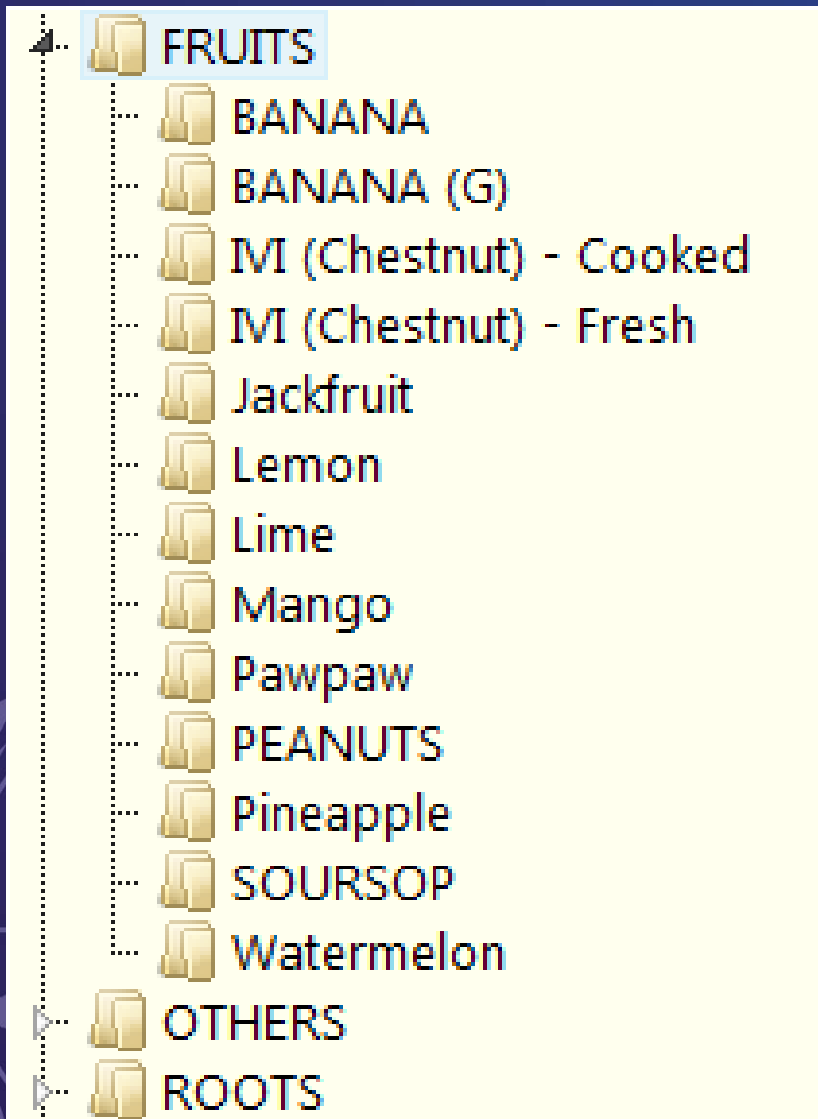 FRUITS
BANANA
BANANA (G)
IVI (Chestnut) - Cooked
IVI (Chestnut) - Fresh
Jackfruit
Lemon
Lime
Mango
Pawpaw
PEANUTS
Pineapple
SOURSOP
Watermelon
OTHERS
ROOTS